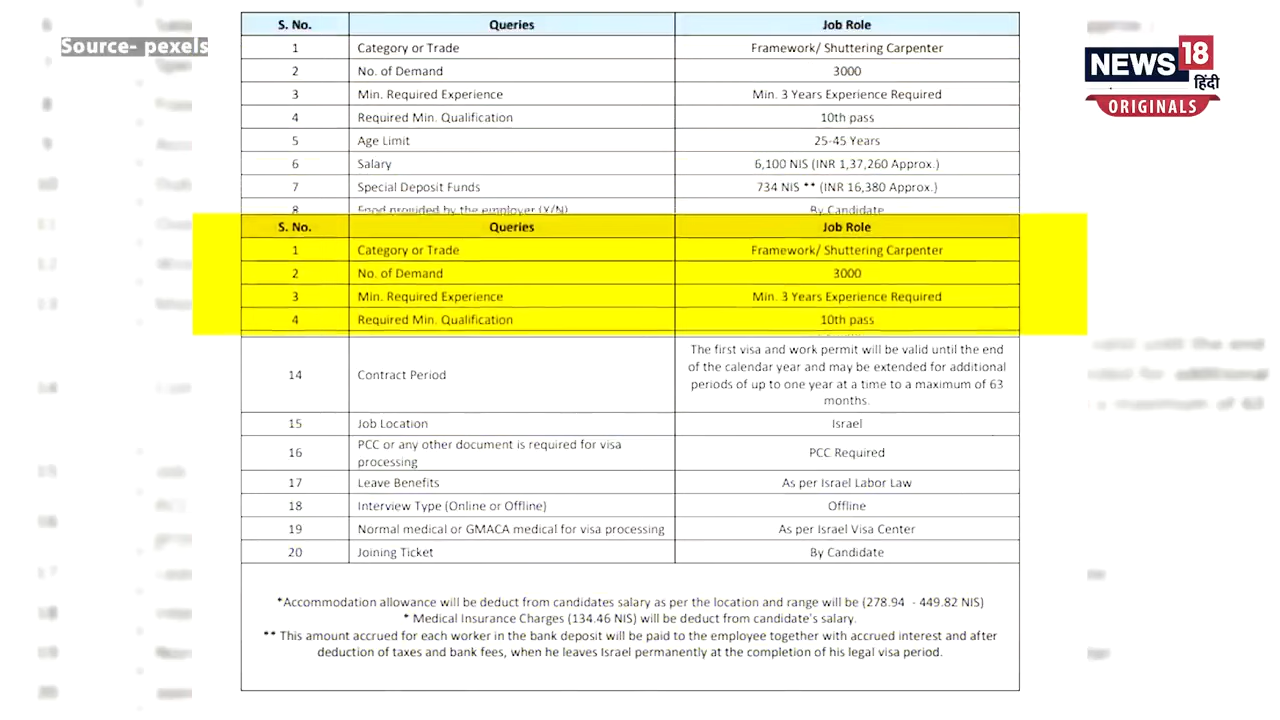 Source- pexels
NEWS 18
हिंदी
ORIGINALS
S. No. Queries Job Role
1 Category or Trade Framework/ Shuttering Carpenter
2 No. of Demand 3000
3 Min. Required Experience Min. 3 Years Experience Required
4 Required Min. Qualification 10th pass
5 Age Limit 25-45 Years
6 Salary 6,100 NIS (INR 1,37,260 Approx.)
7 Special Deposit Funds 734 NIS ** (INR 16,380 Approx.)
8 Food provided by the employer (Y/N) By Candidate
S. No. Queries Job Role
1 Category or Trade Framework/ Shuttering Carpenter
2 No. of Demand 3000
3 Min. Required Experience Min. 3 Years Experience Required
4 Required Min. Qualification 10th pass
14 Contract Period The first visa and work permit will be valid until the end
of the calendar year and may be extended for additional
periods of up to one year at a time to a maximum of 63
months.
15 Job Location Israel
16 PCC or any other document is required for visa
processing PCC Required
17 Leave Benefits As per Israel Labor Law
18 Interview Type (Online or Offline) Offline
19 Normal medical or GMACA medical for visa processing As per Israel Visa Center
20 Joining Ticket By Candidate
*Accommodation allowance will be deduct from candidates salary as per the location and range will be (278.94 - 449.82 NIS)
* Medical Insurance Charges (134.46 NIS) will be deduct from candidate's salary.
** This amount accrued for each worker in the bank deposit will be paid to the employee together with accrued interest and after
deduction of taxes and bank fees, when he leaves Israel permanently at the completion of his legal visa period.